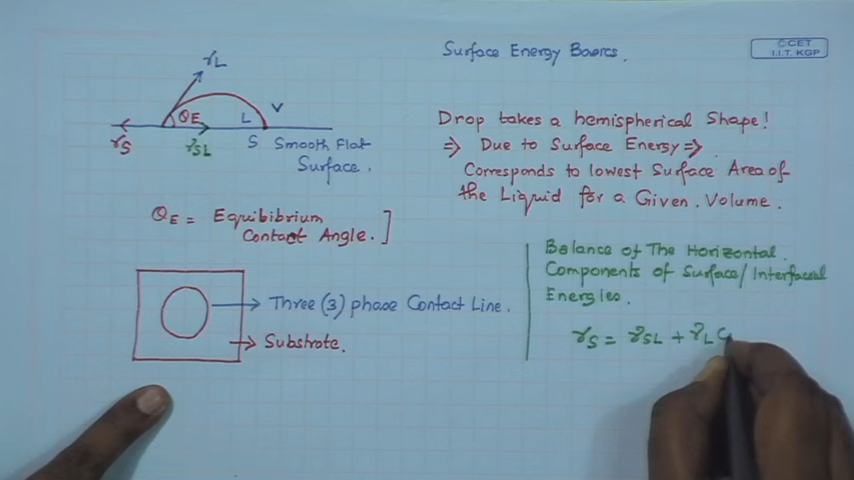 Surface Energy Basics.
©CET
I.I.T. KGP
γL
θE
L
V
γS
γSL
S
Smooth Flat
Surface.
Drop takes a hemispherical Shape!
⇒ Due to Surface Energy ⇒
Corresponds to lowest Surface Area of
the Liquid for a Given Volume.
θE = Equibibrium
Contact Angle.]
Three (3) phase Contact Line.
Substrate.
Balance of The Horizontal
Components of Surface/Interfacial
Energies.
γS = γSL + γL C